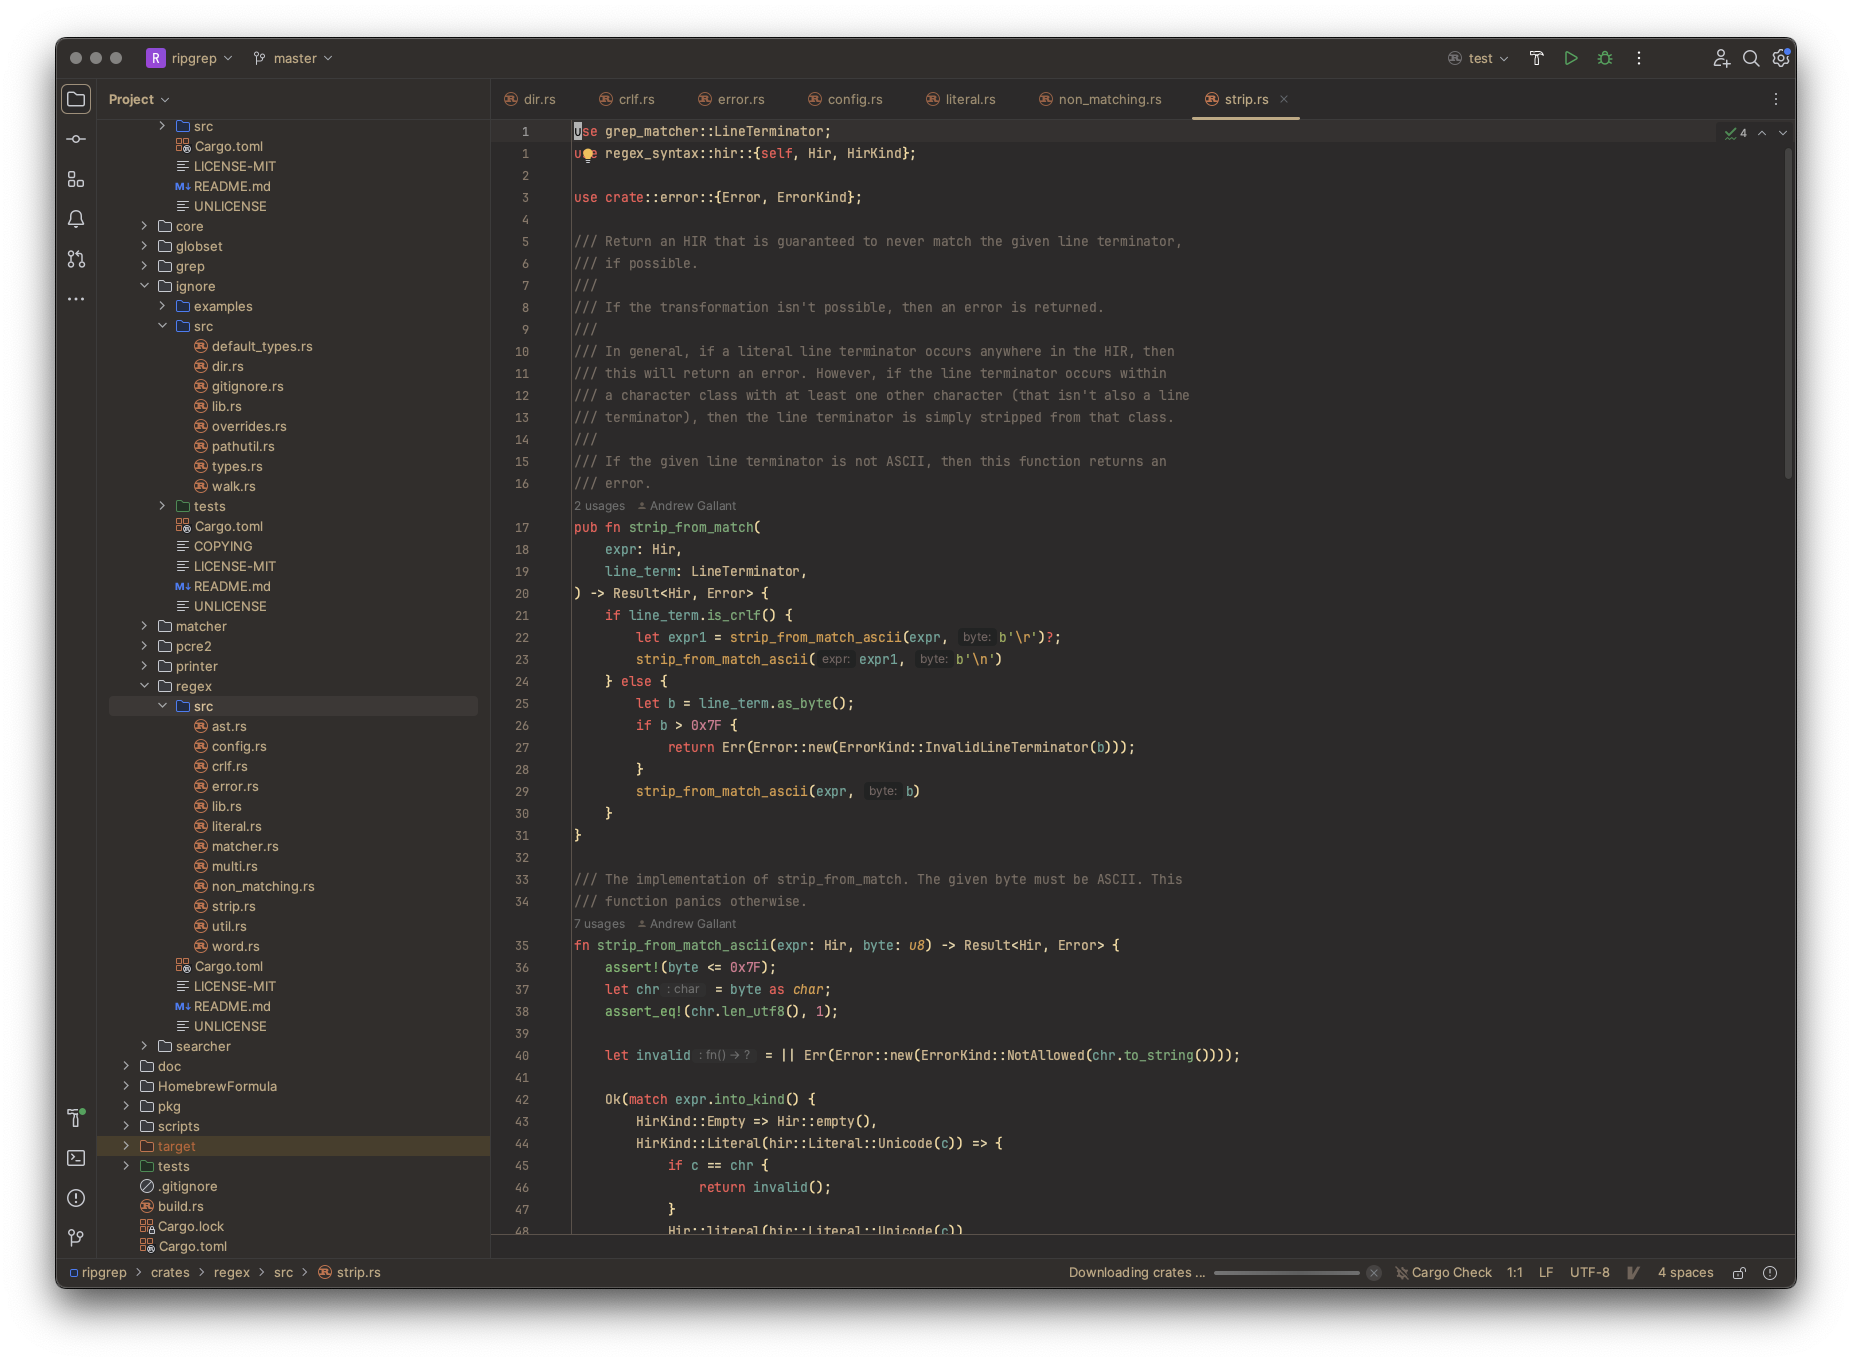 R ripgrep master test
Project
dir.rs crlf.rs error.rs config.rs literal.rs non_matching.rs strip.rs
src
Cargo.toml
LICENSE-MIT
M↓ README.md
UNLICENSE
core
globset
grep
ignore
examples
src
default_types.rs
dir.rs
gitignore.rs
lib.rs
overrides.rs
pathutil.rs
types.rs
walk.rs
tests
Cargo.toml
COPYING
LICENSE-MIT
M↓ README.md
UNLICENSE
matcher
pcre2
printer
regex
src
ast.rs
config.rs
crlf.rs
error.rs
lib.rs
literal.rs
matcher.rs
multi.rs
non_matching.rs
strip.rs
util.rs
word.rs
Cargo.toml
LICENSE-MIT
M↓ README.md
UNLICENSE
searcher
doc
HomebrewFormula
pkg
scripts
target
tests
.gitignore
build.rs
Cargo.lock
Cargo.toml
4
1 use grep_matcher::LineTerminator;
1 use regex_syntax::hir::{self, Hir, HirKind};
2
3 use crate::error::{Error, ErrorKind};
4
5 /// Return an HIR that is guaranteed to never match the given line terminator,
6 /// if possible.
7 ///
8 /// If the transformation isn't possible, then an error is returned.
9 ///
10 /// In general, if a literal line terminator occurs anywhere in the HIR, then
11 /// this will return an error. However, if the line terminator occurs within
12 /// a character class with at least one other character (that isn't also a line
13 /// terminator), then the line terminator is simply stripped from that class.
14 ///
15 /// If the given line terminator is not ASCII, then this function returns an
16 /// error.
2 usages Andrew Gallant
17 pub fn strip_from_match(
18 expr: Hir,
19 line_term: LineTerminator,
20 ) -> Result<Hir, Error> {
21 if line_term.is_crlf() {
22 let expr1 = strip_from_match_ascii(expr, byte: b'\r')?;
23 strip_from_match_ascii( expr: expr1, byte: b'\n')
24 } else {
25 let b = line_term.as_byte();
26 if b > 0x7F {
27 return Err(Error::new(ErrorKind::InvalidLineTerminator(b)));
28 }
29 strip_from_match_ascii(expr, byte: b)
30 }
31 }
32
33 /// The implementation of strip_from_match. The given byte must be ASCII. This
34 /// function panics otherwise.
7 usages Andrew Gallant
35 fn strip_from_match_ascii(expr: Hir, byte: u8) -> Result<Hir, Error> {
36 assert!(byte <= 0x7F);
37 let chr : char = byte as char;
38 assert_eq!(chr.len_utf8(), 1);
39
40 let invalid : fn() → ? = || Err(Error::new(ErrorKind::NotAllowed(chr.to_string())));
41
42 Ok(match expr.into_kind() {
43 HirKind::Empty => Hir::empty(),
44 HirKind::Literal(hir::Literal::Unicode(c)) => {
45 if c == chr {
46 return invalid();
47 }
48 Hir::literal(hir::Literal::Unicode(c))
ripgrep > crates > regex > src > strip.rs
Downloading crates ... Cargo Check 1:1 LF UTF-8 4 spaces